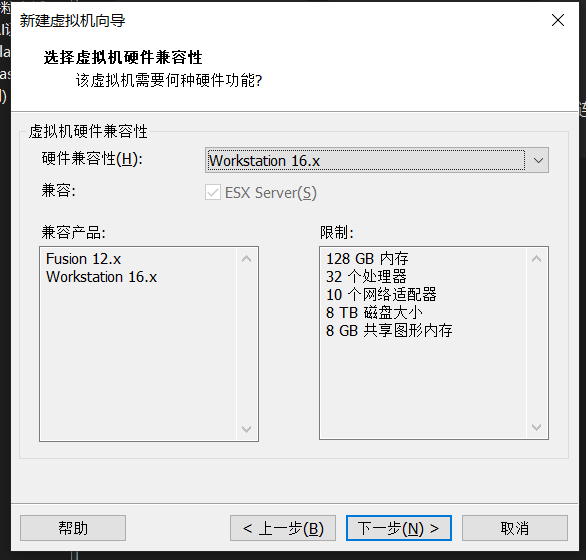 新建虚拟机向导
选择虚拟机硬件兼容性
该虚拟机需要何种硬件功能?
虚拟机硬件兼容性
硬件兼容性(H):
Workstation 16.x
兼容:
ESX Server(S)
兼容产品:
Fusion 12.x
Workstation 16.x
限制:
128 GB 内存
32 个处理器
10 个网络适配器
8 TB 磁盘大小
8 GB 共享图形内存
帮助
< 上一步(B)
下一步(N) >
取消